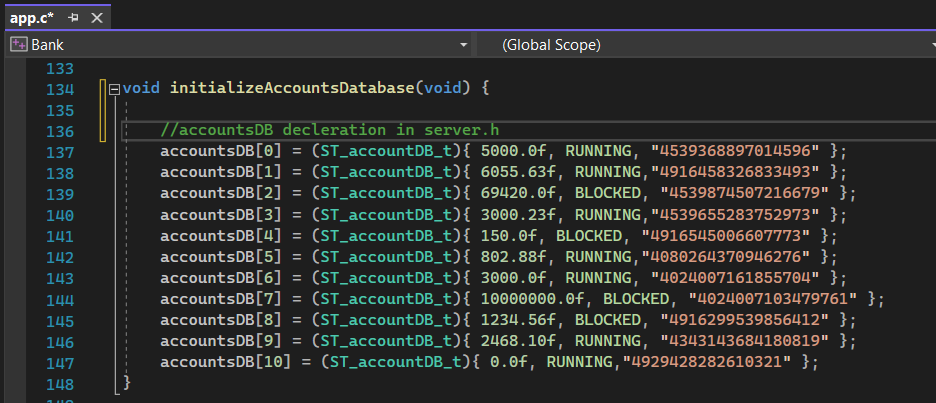 app.c*
Bank (Global Scope)
133
134 void initializeAccountsDatabase(void) {
135
136 //accountsDB decleration in server.h
137 accountsDB[0] = (ST_accountDB_t){ 5000.0f, RUNNING, "4539368897014596" };
138 accountsDB[1] = (ST_accountDB_t){ 6055.63f, RUNNING,"4916458326833493" };
139 accountsDB[2] = (ST_accountDB_t){ 69420.0f, BLOCKED, "4539874507216679" };
140 accountsDB[3] = (ST_accountDB_t){ 3000.23f, RUNNING,"4539655283752973" };
141 accountsDB[4] = (ST_accountDB_t){ 150.0f, BLOCKED, "4916545006607773" };
142 accountsDB[5] = (ST_accountDB_t){ 802.88f, RUNNING,"4080264370946276" };
143 accountsDB[6] = (ST_accountDB_t){ 3000.0f, RUNNING,"4024007161855704" };
144 accountsDB[7] = (ST_accountDB_t){ 10000000.0f, BLOCKED, "4024007103479761" };
145 accountsDB[8] = (ST_accountDB_t){ 1234.56f, BLOCKED, "4916299539856412" };
146 accountsDB[9] = (ST_accountDB_t){ 2468.10f, RUNNING, "4343143684180819" };
147 accountsDB[10] = (ST_accountDB_t){ 0.0f, RUNNING,"4929428282610321" };
148 }